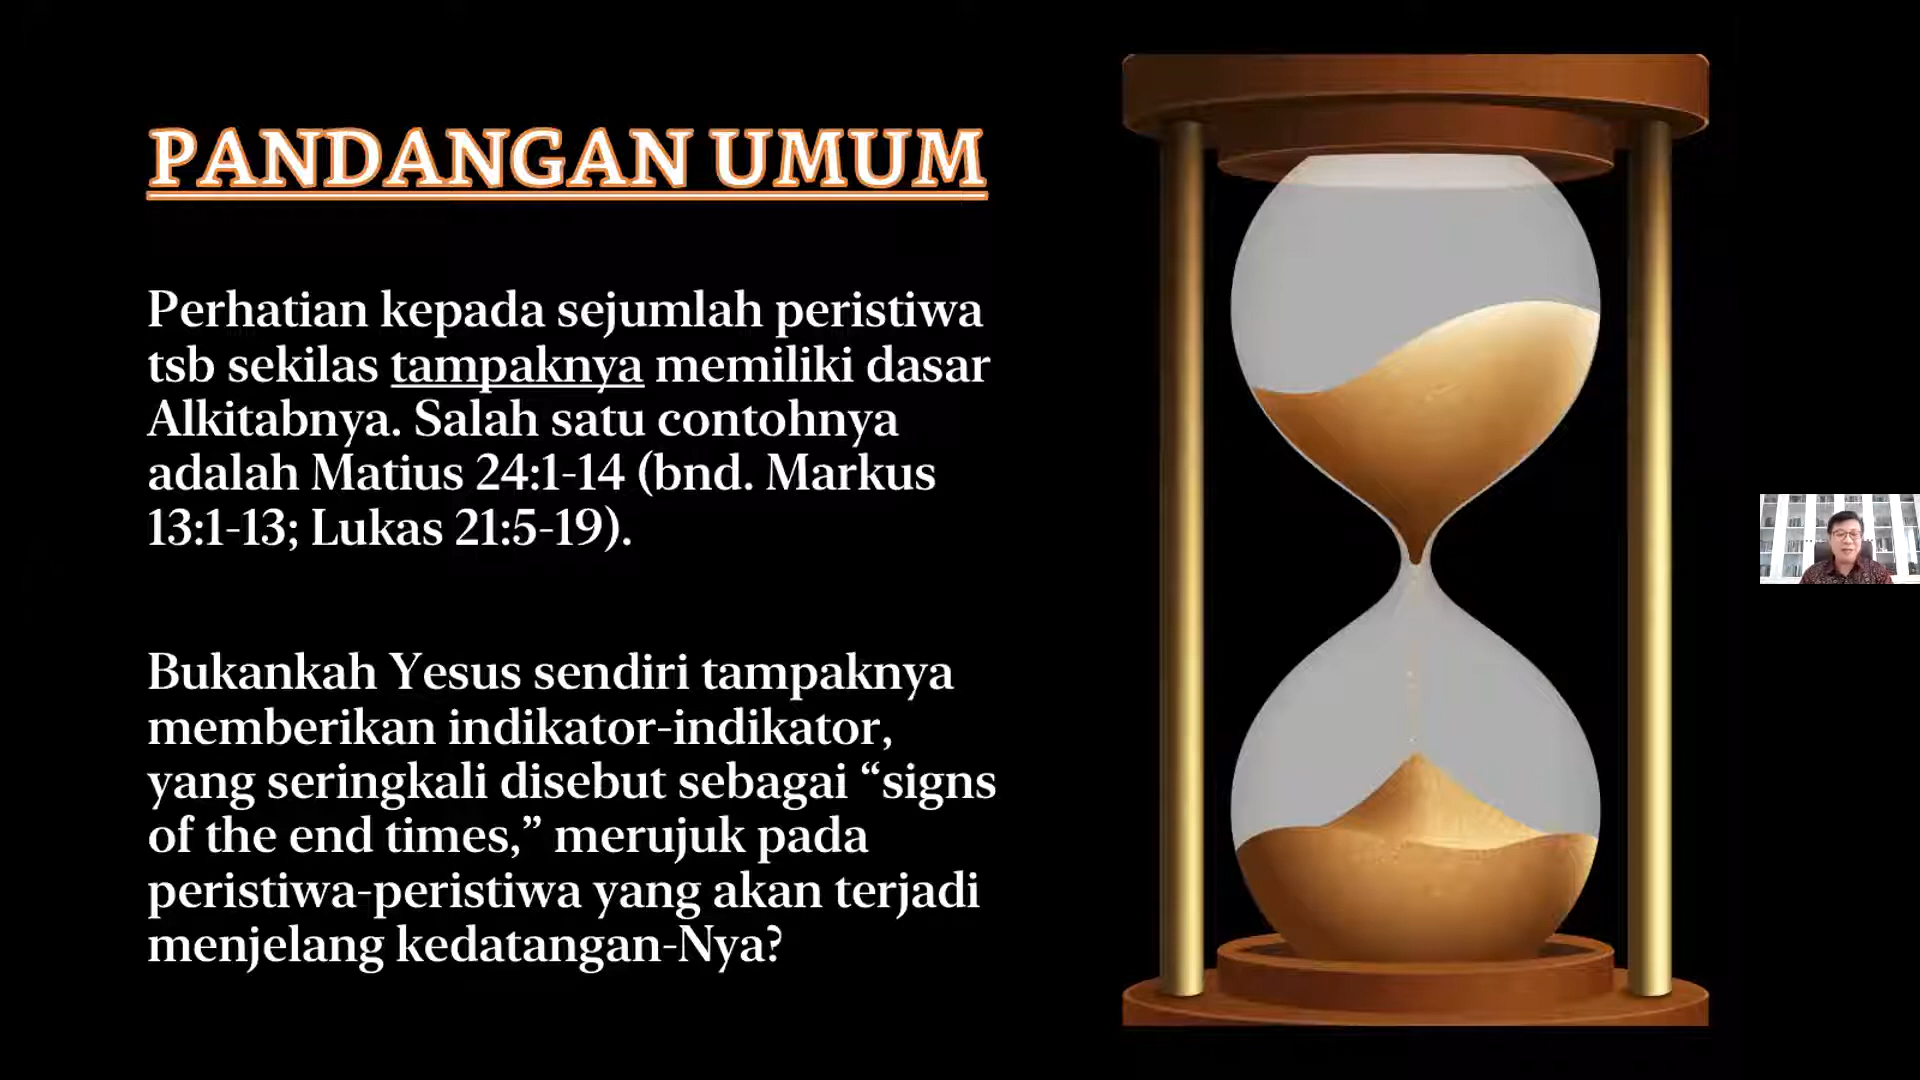 PANDANGAN UMUM
Perhatian kepada sejumlah peristiwa
tsb sekilas tampaknya memiliki dasar
Alkitabnya. Salah satu contohnya
adalah Matius 24:1-14 (bnd. Markus
13:1-13; Lukas 21:5-19).
Bukankah Yesus sendiri tampaknya
memberikan indikator-indikator,
yang seringkali disebut sebagai “signs
of the end times,” merujuk pada
peristiwa-peristiwa yang akan terjadi
menjelang kedatangan-Nya?